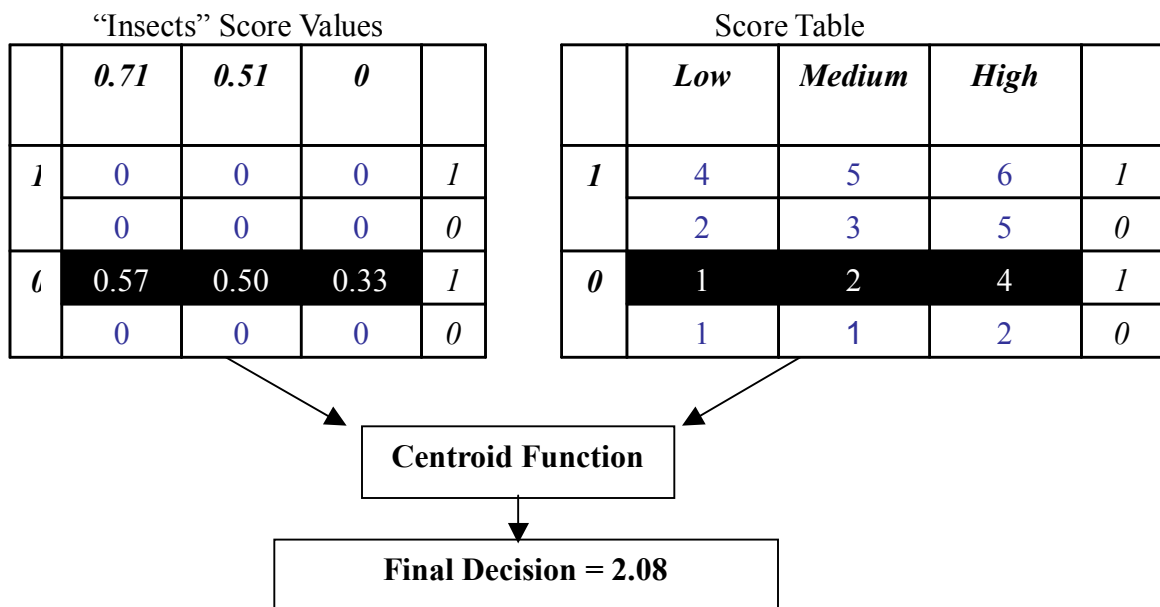 “Insects” Score Values
0.71 0.51 0
1 0 0 0 1
0 0 0 0
0.57 0.50 0.33 1
0 0 0 0
Score Table
Low Medium High
1 4 5 6 1
2 3 5 0
0 1 2 4 1
1 1 2 0
Centroid Function
Final Decision = 2.08